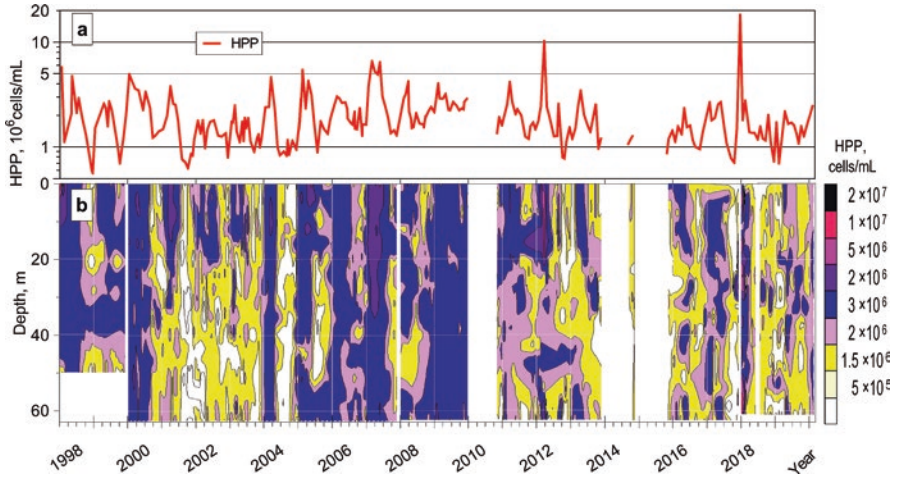 20
a
10
HPP
5
1
HPP, 10⁶cells/mL
HPP,
cells/mL
0
b
20
40
60
Depth, m
2×10⁷
1×10⁷
5×10⁶
2×10⁶
3×10⁶
2×10⁶
1.5×10⁶
5×10⁵
1998 2000 2002 2004 2006 2008 2010 2012 2014 2016 2018 Year